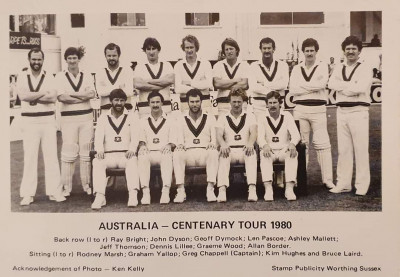 AUSTRALIA – CENTENARY TOUR 1980
Back row (l to r) Ray Bright; John Dyson; Geoff Dymock; Len Pascoe; Ashley Mallett;
Jeff Thomson; Dennis Lillee; Graeme Wood; Allan Border.
Sitting (l to r) Rodney Marsh; Graham Yallop; Greg Chappell (Captain); Kim Hughes and Bruce Laird.
Acknowledgement of Photo – Ken Kelly
Stamp Publicity Worthing Sussex